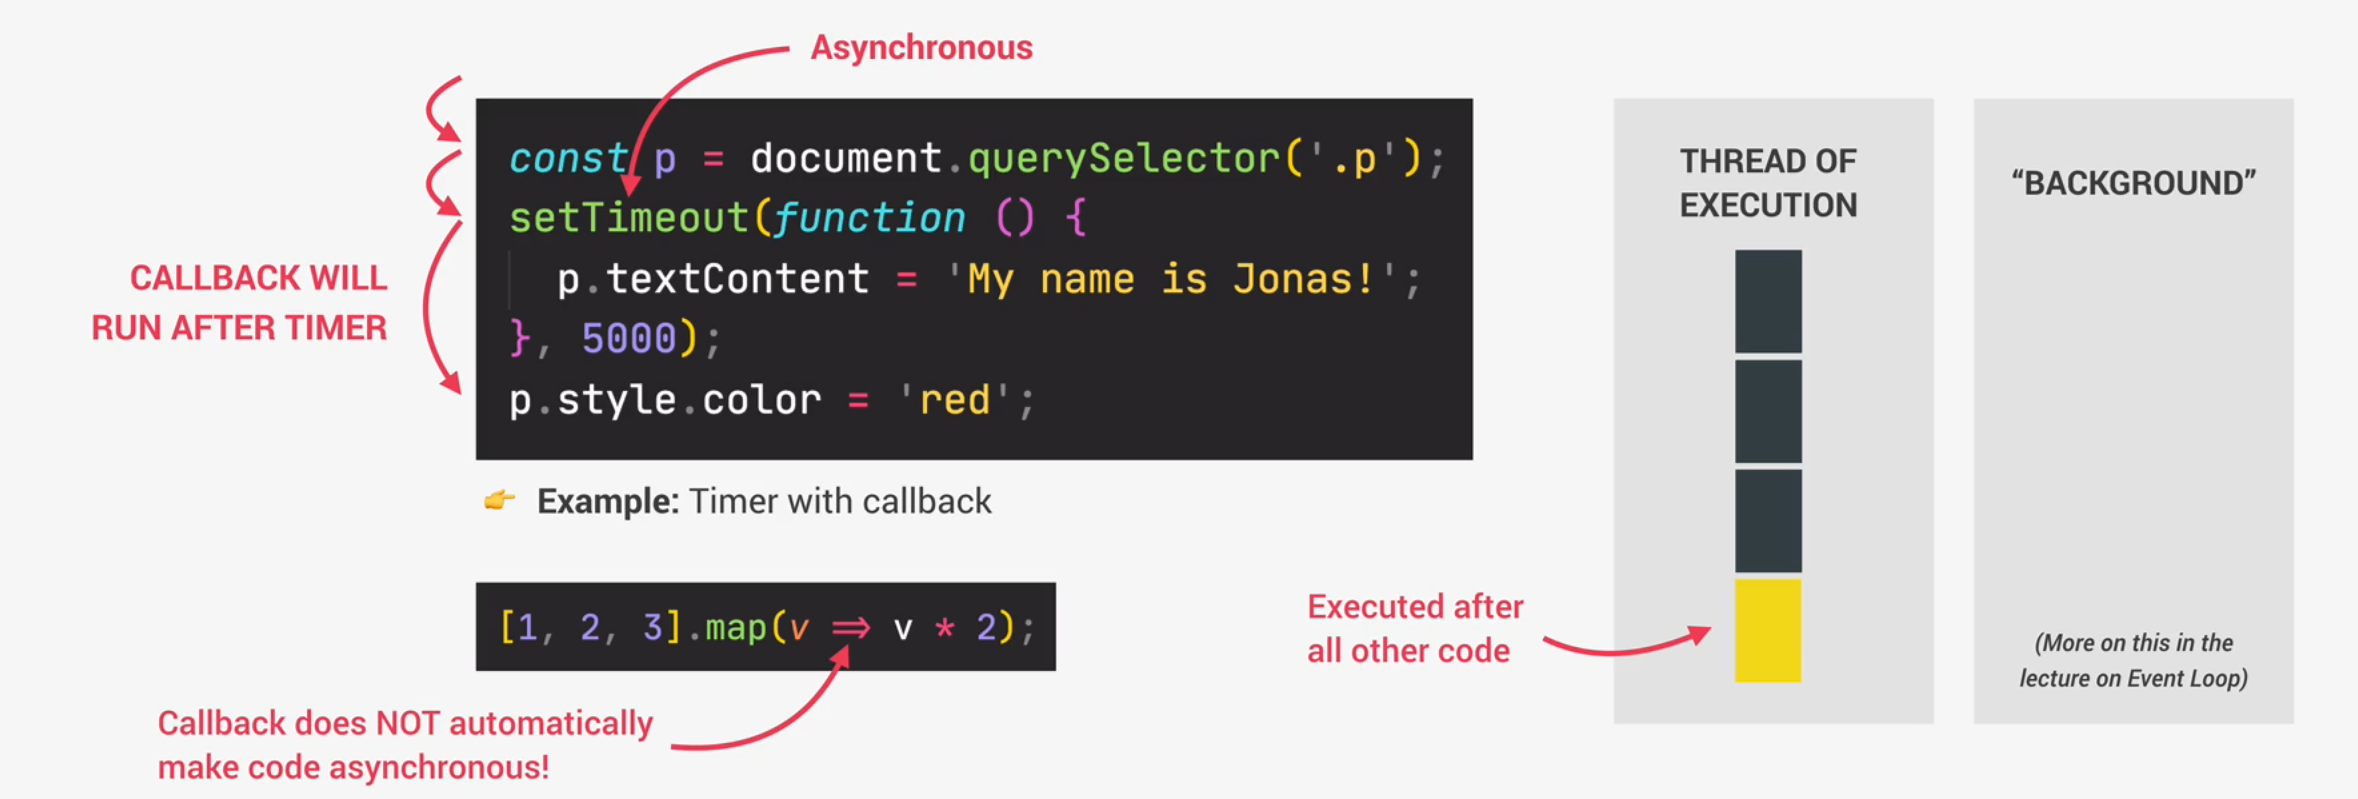 Asynchronous
const p = document.querySelector('.p');
setTimeout(function () {
  p.textContent = 'My name is Jonas!';
}, 5000);
p.style.color = 'red';
CALLBACK WILL
RUN AFTER TIMER
👉 Example: Timer with callback
[1, 2, 3].map(v => v * 2);
Callback does NOT automatically
make code asynchronous!
THREAD OF
EXECUTION
Executed after
all other code
“BACKGROUND”
(More on this in the
lecture on Event Loop)